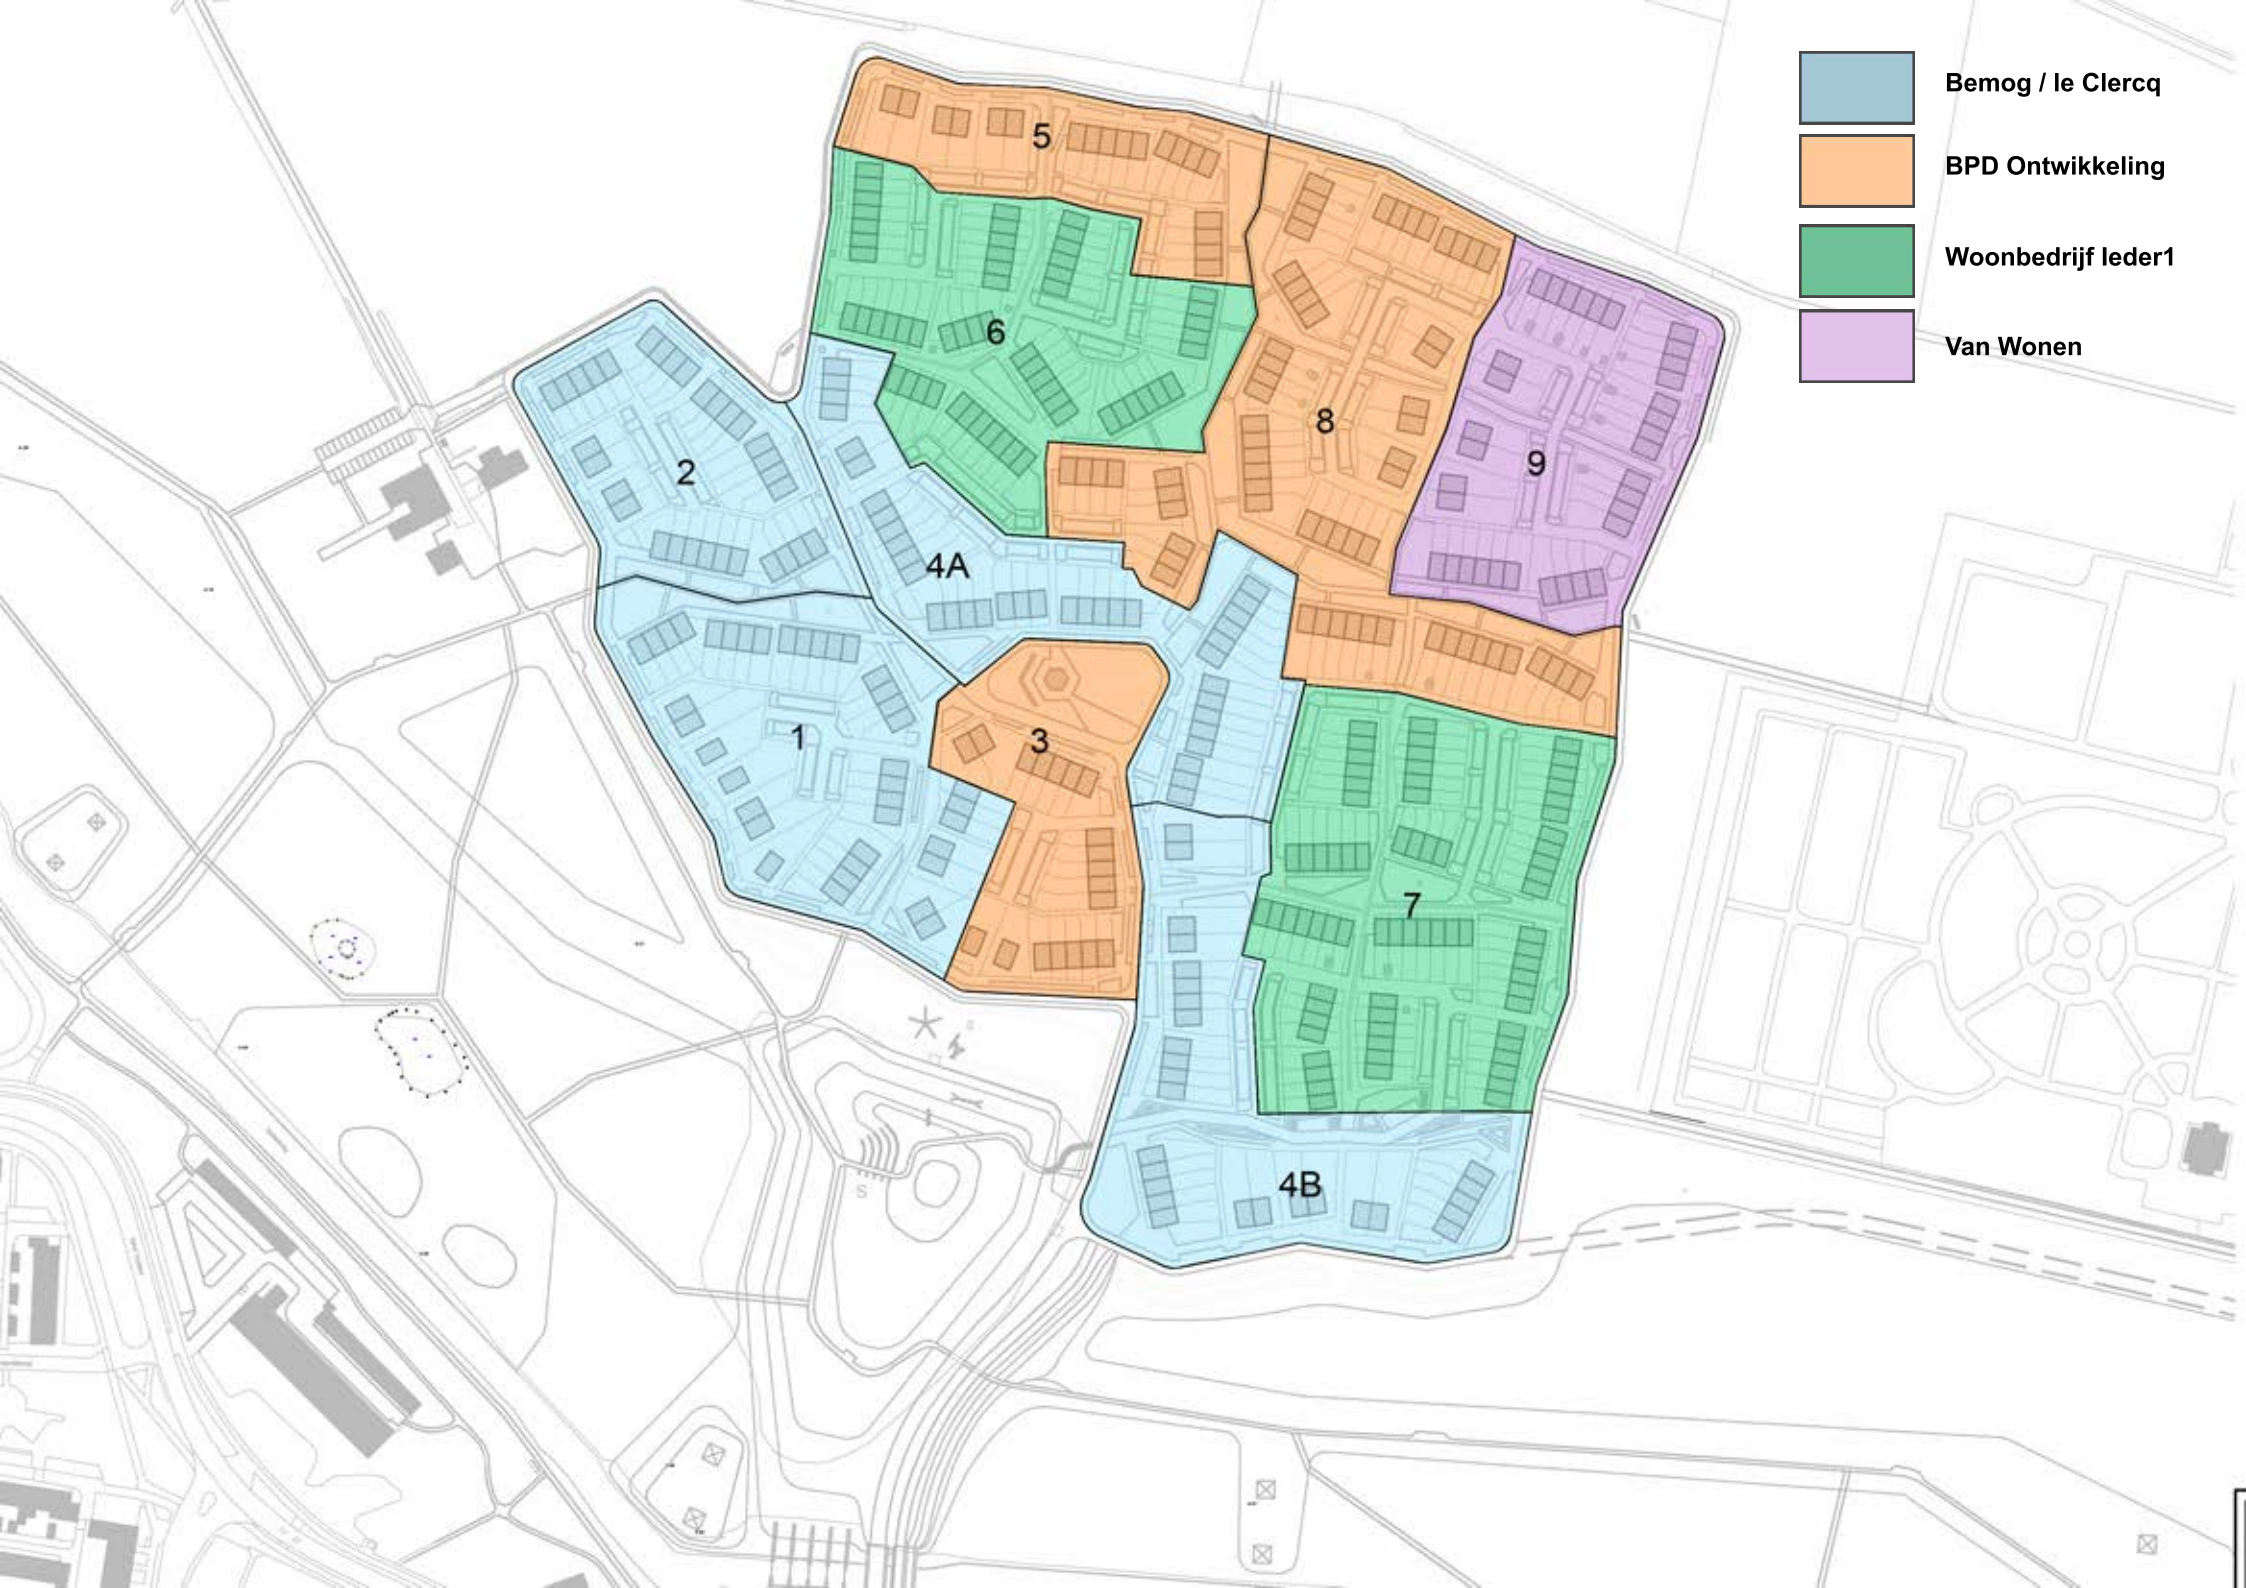 Bemog / le Clercq
BPD Ontwikkeling
Woonbedrijf Ieder1
Van Wonen
5
6
8
2
9
4A
1
3
7
4B
S